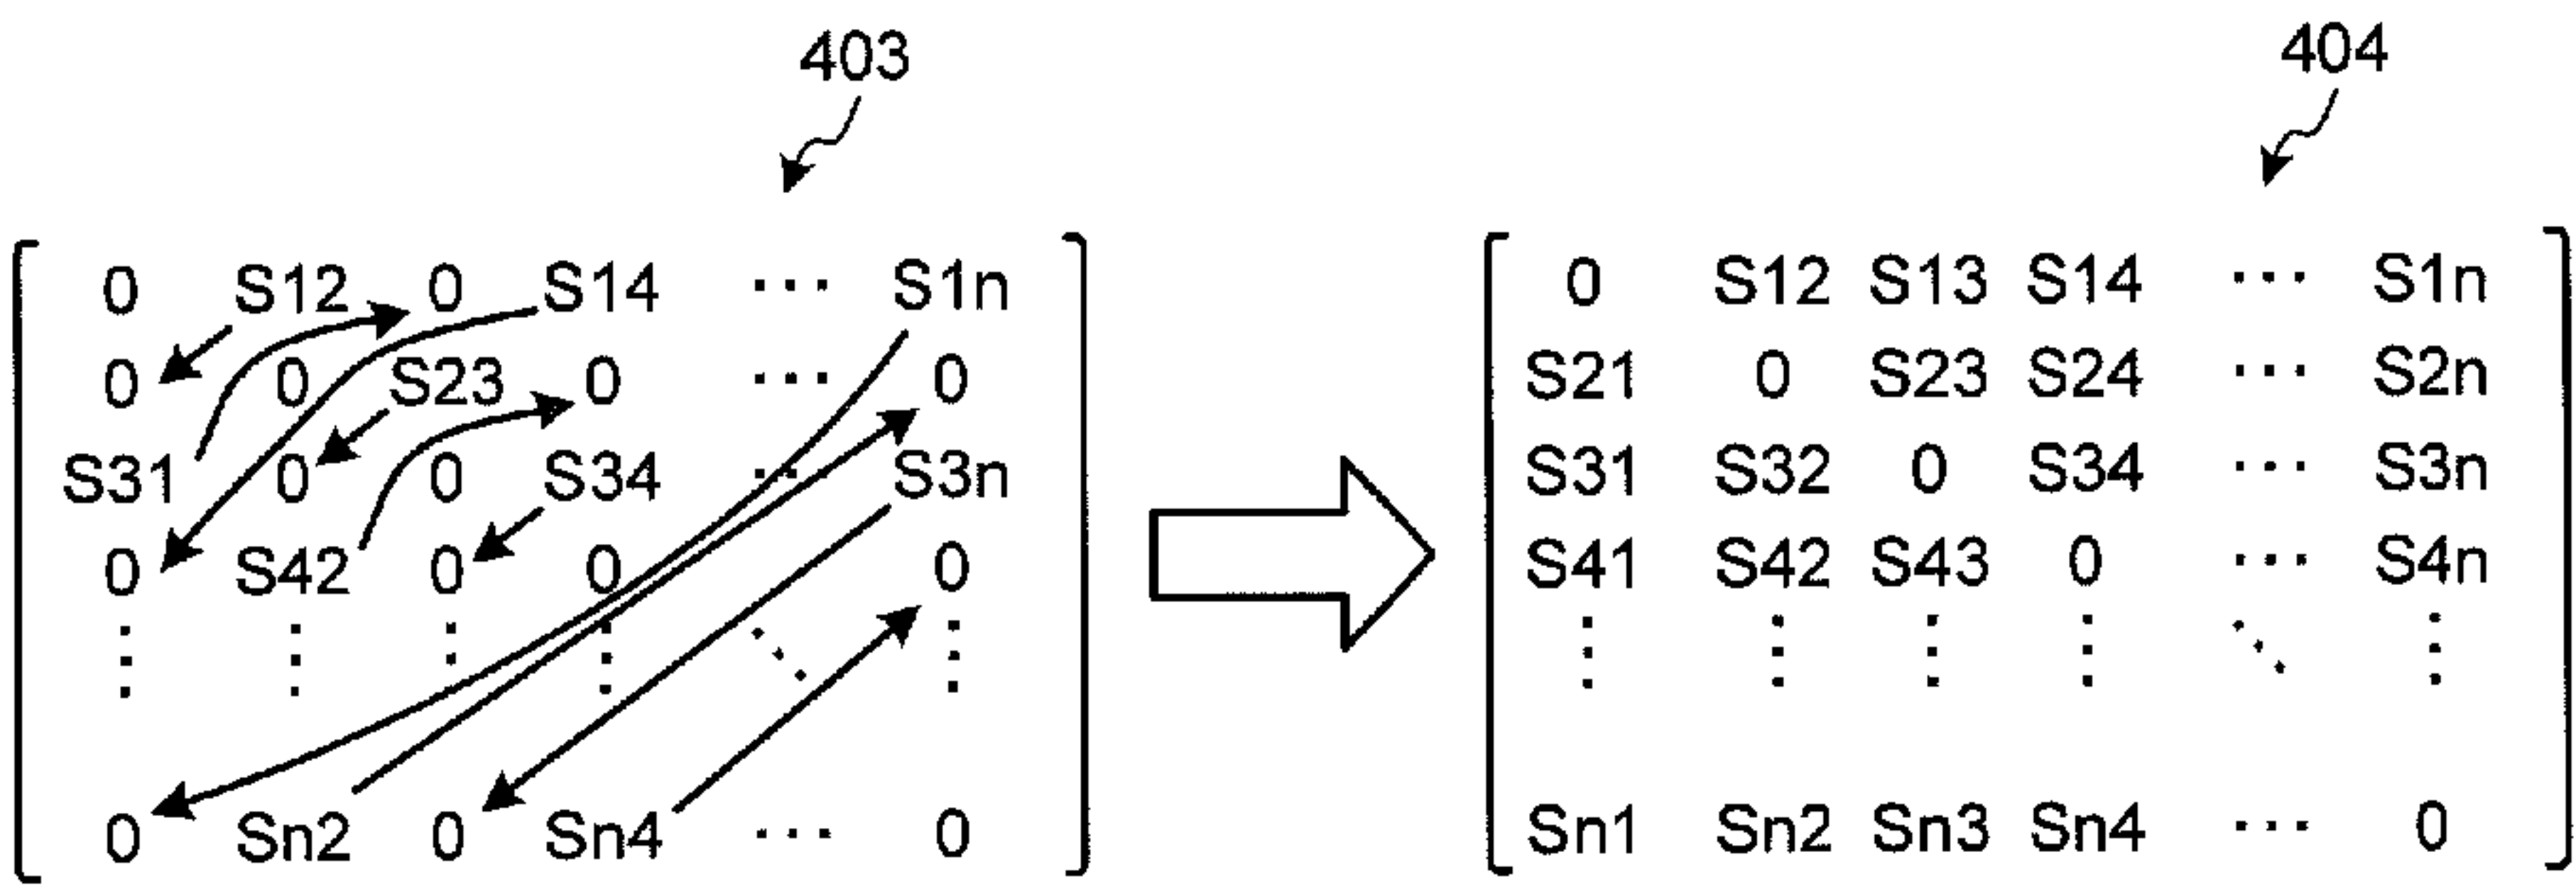 403 404
0 S12 0 S14 ··· S1n 0 S12 S13 S14 ··· S1n
0 0 S23 0 ··· 0 S21 0 S23 S24 ··· S2n
S31 0 0 S34 ··· S3n S31 S32 0 S34 ··· S3n
0 S42 0 0 0 S41 S42 S43 0 ··· S4n
0 Sn2 0 Sn4 ··· 0 Sn1 Sn2 Sn3 Sn4 ··· 0